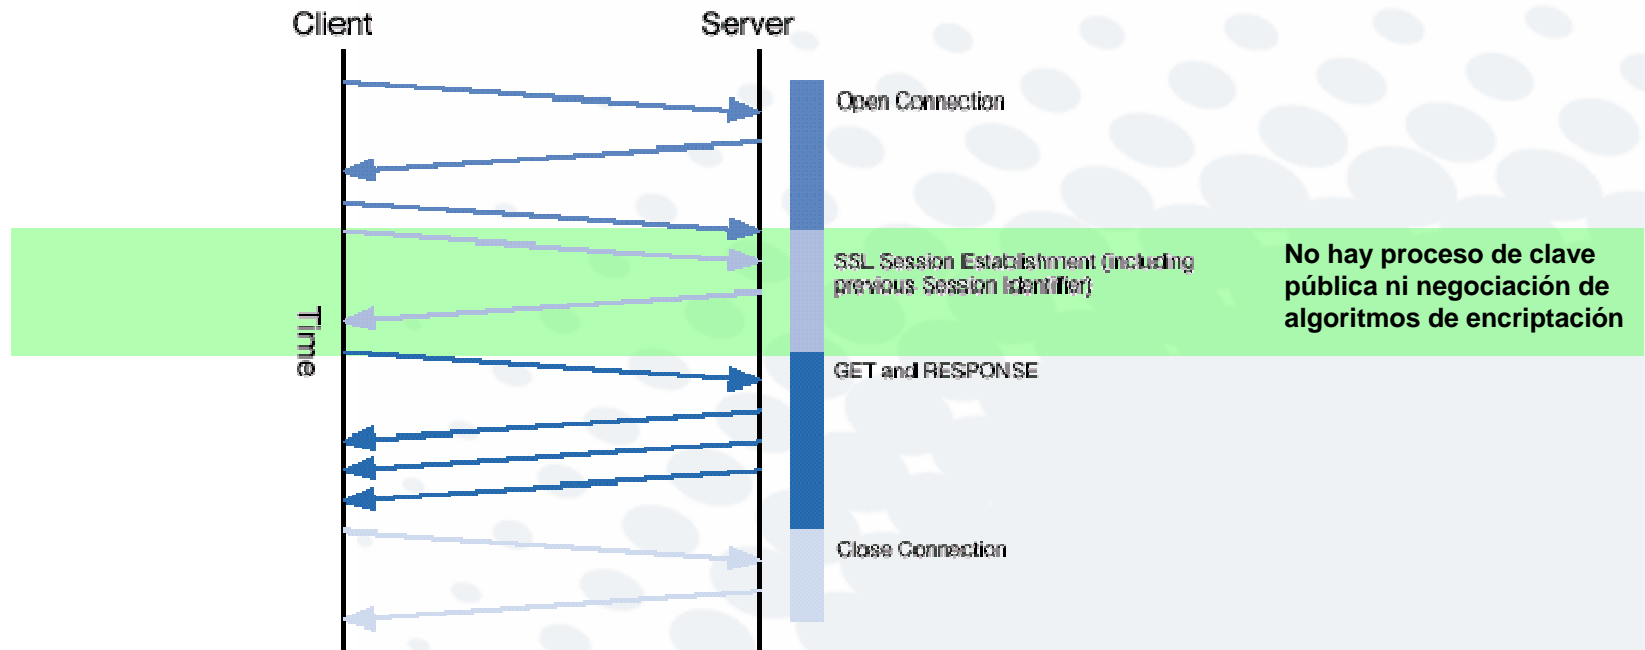 Client
Server
Open Connection
SSL Session Establishment (including
previous Session Identifier)
No hay proceso de clave
pública ni negociación de
algoritmos de encriptación
Time
GET and RESPONSE
Close Connection